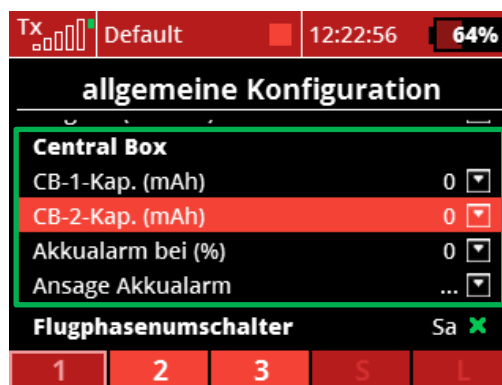 Tx Default 12:22:56 64%
allgemeine Konfiguration
Central Box
CB-1-Kap. (mAh) 0
CB-2-Kap. (mAh) 0
Akkualarm bei (%) 0
Ansage Akkualarm ...
Flugphasenumschalter Sa
1 2 3 S L